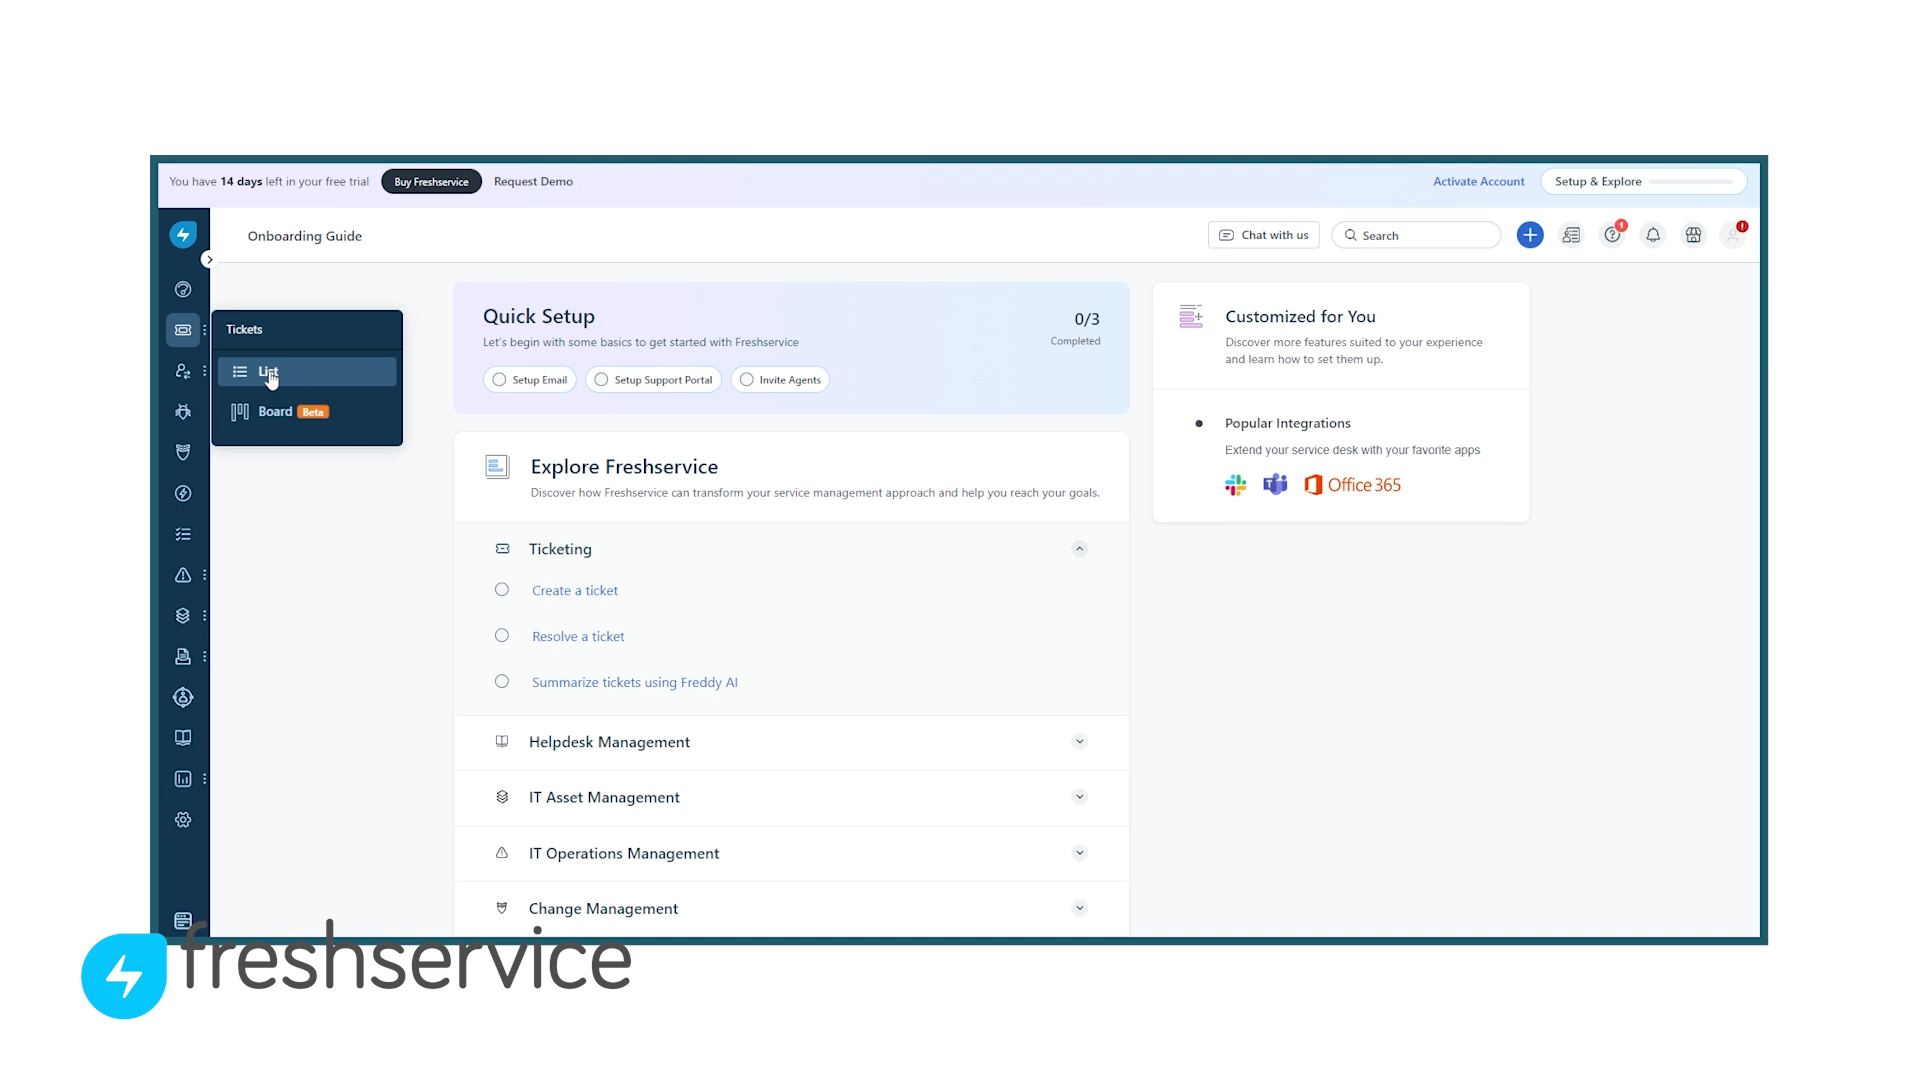 You have 14 days left in your free trial
Buy Freshservice
Request Demo
Activate Account
Setup & Explore
Onboarding Guide
Chat with us
Search
1
!
Tickets
List
Board Beta
Quick Setup
Let's begin with some basics to get started with Freshservice
0/3
Completed
Setup Email
Setup Support Portal
Invite Agents
Customized for You
Discover more features suited to your experience
and learn how to set them up.
Popular Integrations
Extend your service desk with your favorite apps
Office 365
Explore Freshservice
Discover how Freshservice can transform your service management approach and help you reach your goals.
Ticketing
Create a ticket
Resolve a ticket
Summarize tickets using Freddy AI
Helpdesk Management
IT Asset Management
IT Operations Management
Change Management
freshservice